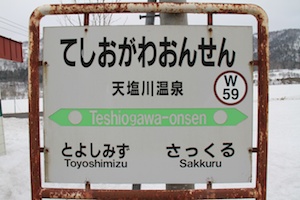 てしおがわおんせん
天塩川温泉
W
59
Teshiogawa-onsen
とよしみず さっくる
Toyoshimizu Sakkuru